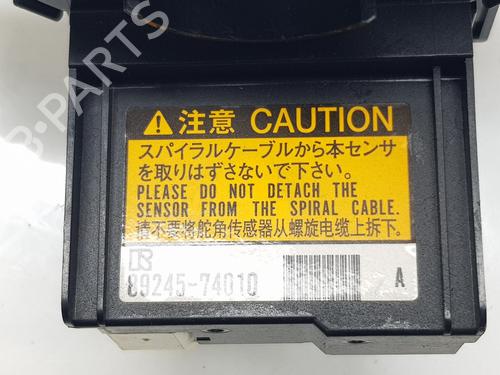 注意 CAUTION
スパイラルケーブルから本センサ
を取りはずさないで下さい。
PLEASE DO NOT DETACH THE
SENSOR FROM THE SPIRAL CABLE.
请不要将舵角传感器从螺旋电缆上拆下。
89245-74010 A
B-PARTS